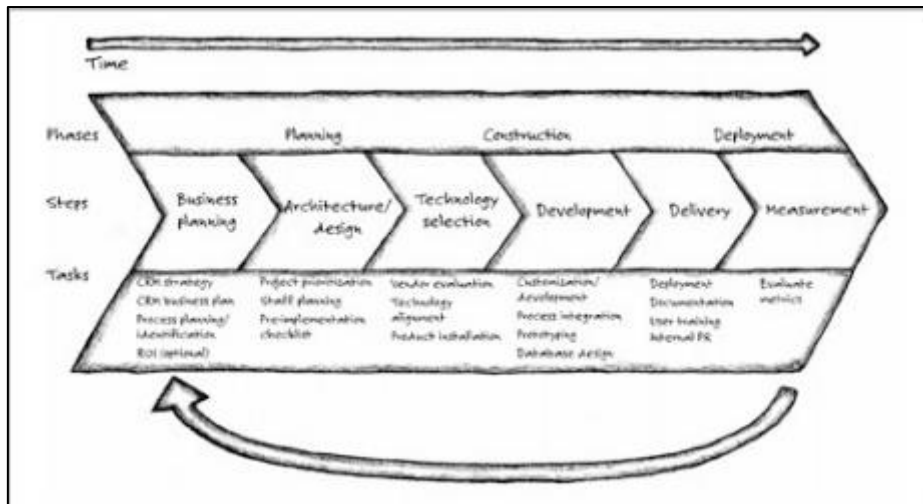 Time
Phases
Planning
Construction
Deployment
Steps
Business
planning
Architecture/
design
Technology
selection
Development
Delivery
Measurement
Tasks
CRM strategy
CRM business plan
Process planning/
identification
ROI (optional)
Project prioritization
Staff planning
Pre-implementation
checklist
Vendor evaluation
Technology
alignment
Product installation
Customization/
development
Process integration
Prototyping
Database design
Deployment
Documentation
User training
Internal PR
Evaluate
metrics